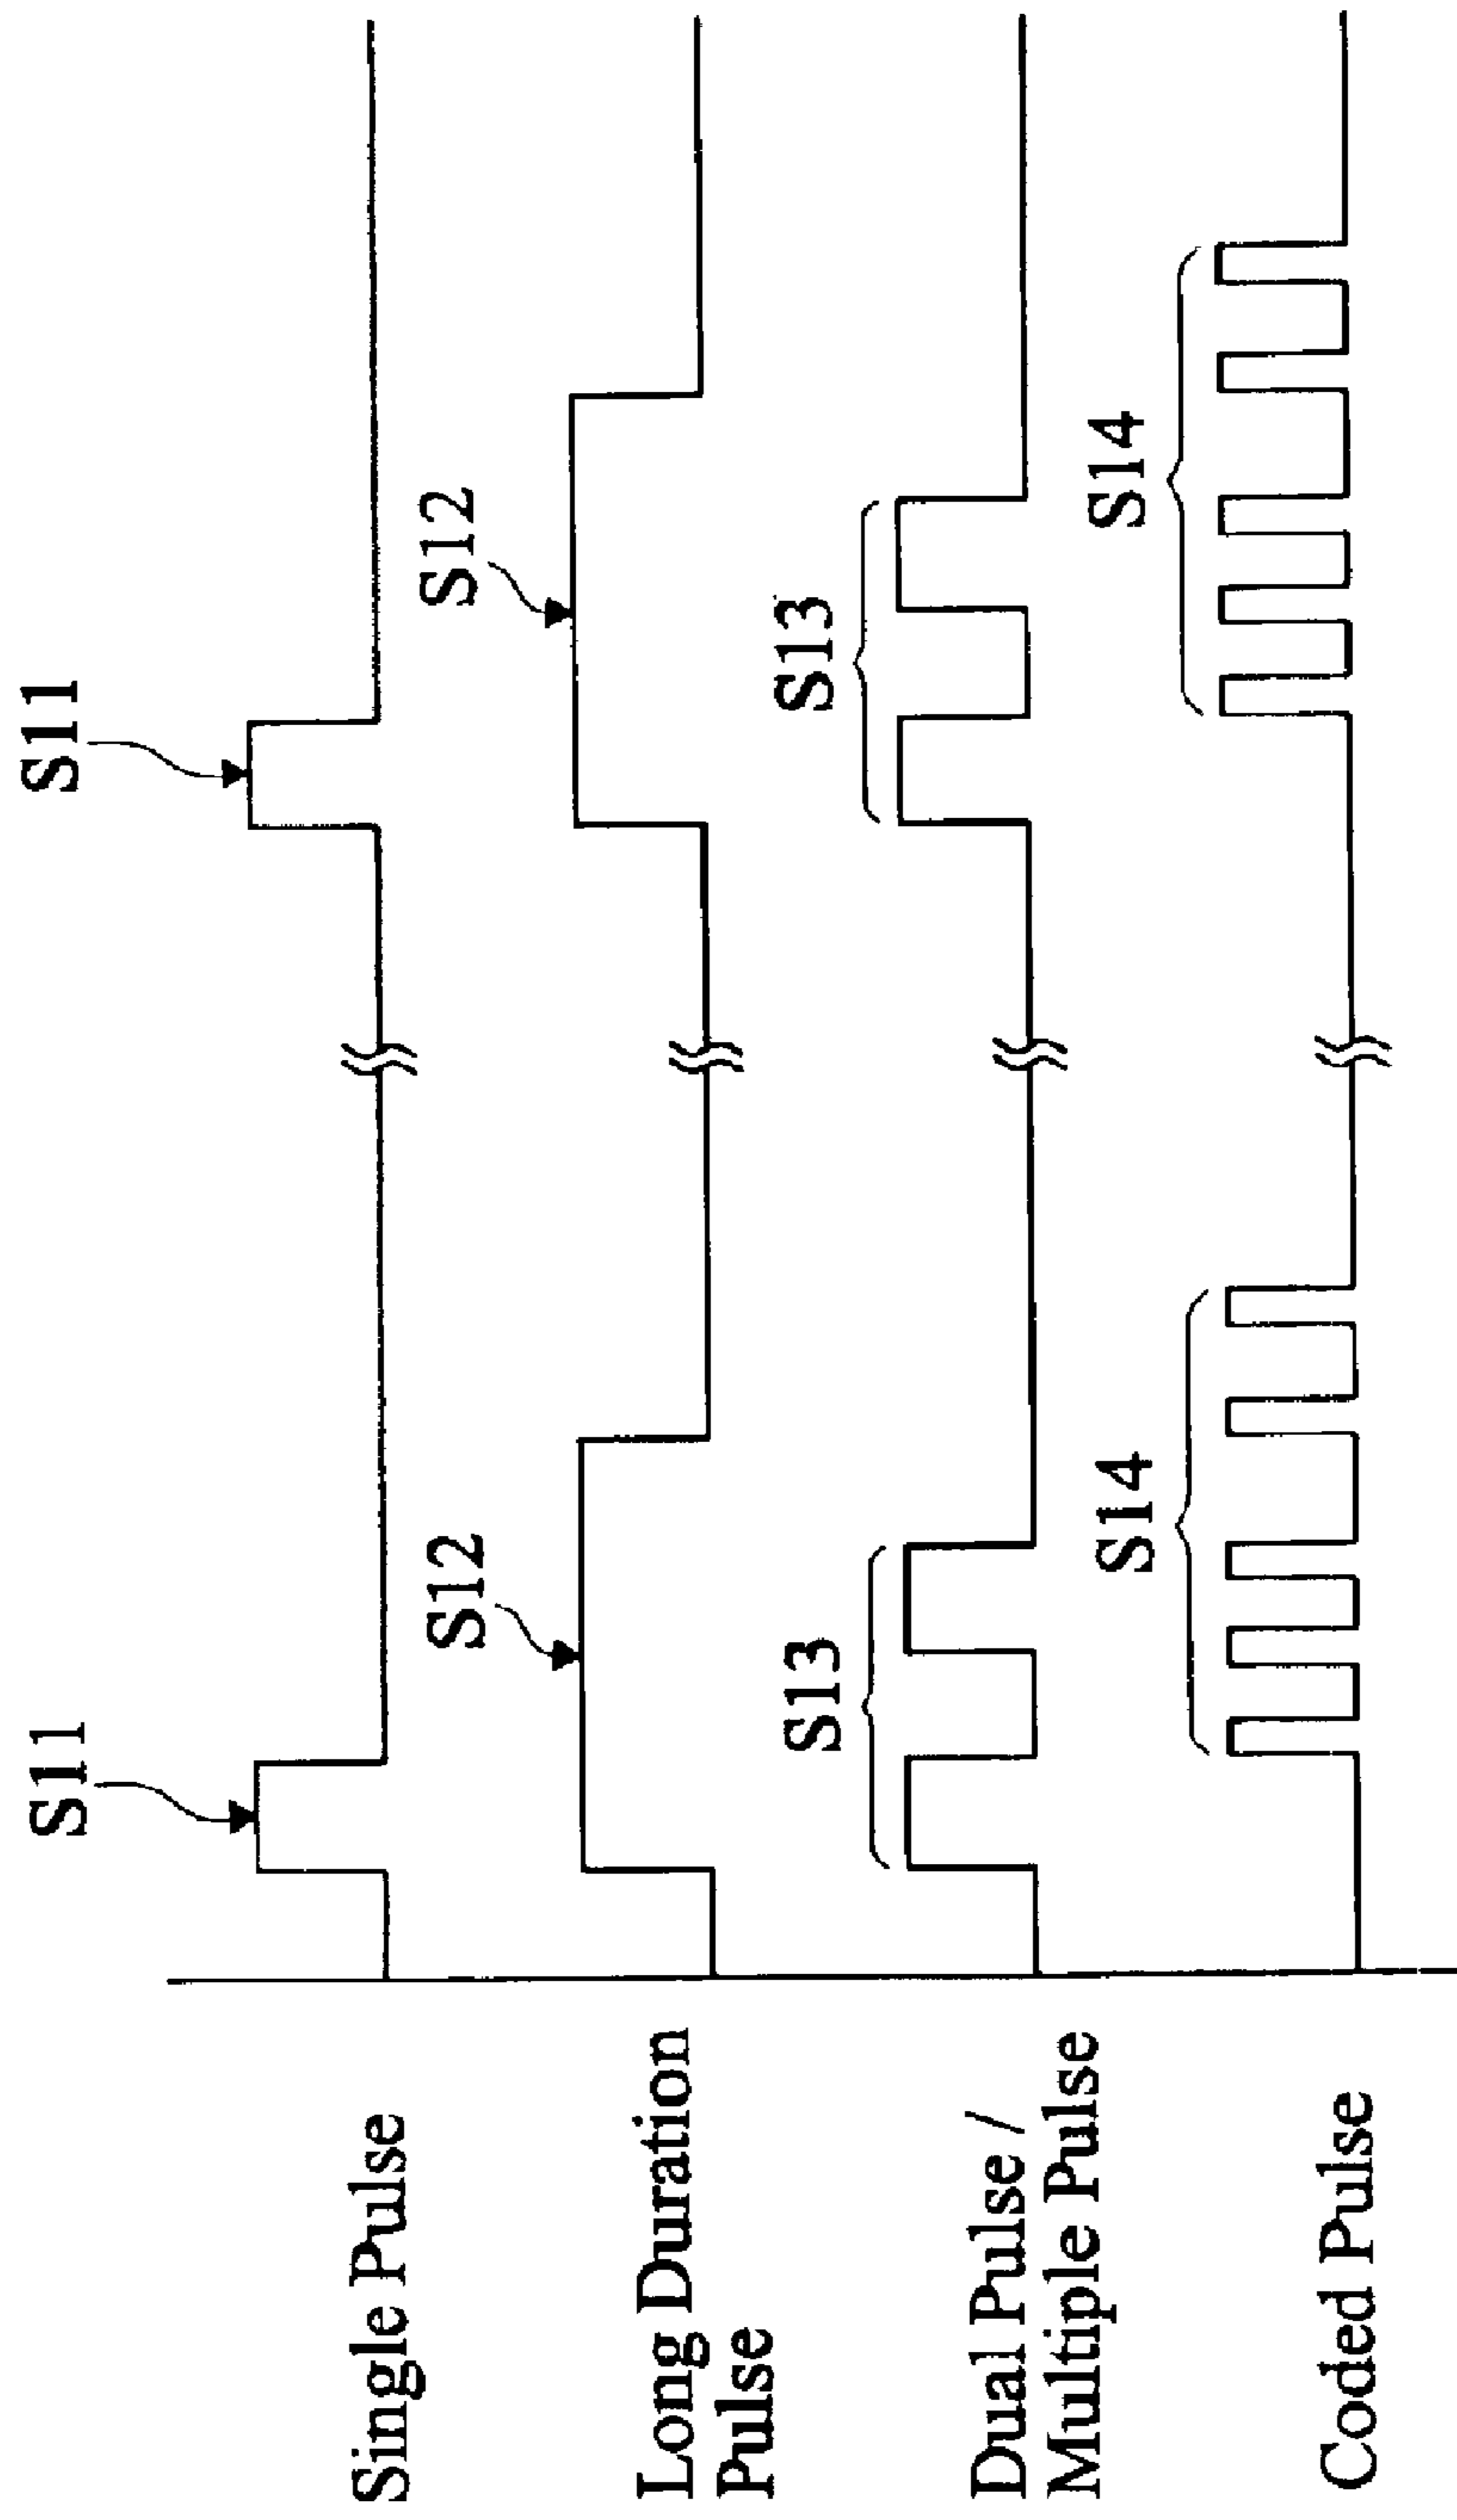 S11
S11
Single Pulse
S12
S12
Long Duration
Pulse
S13
S13
Dual Pulse /
Multiple Pulse
S14
S14
Coded Pulse